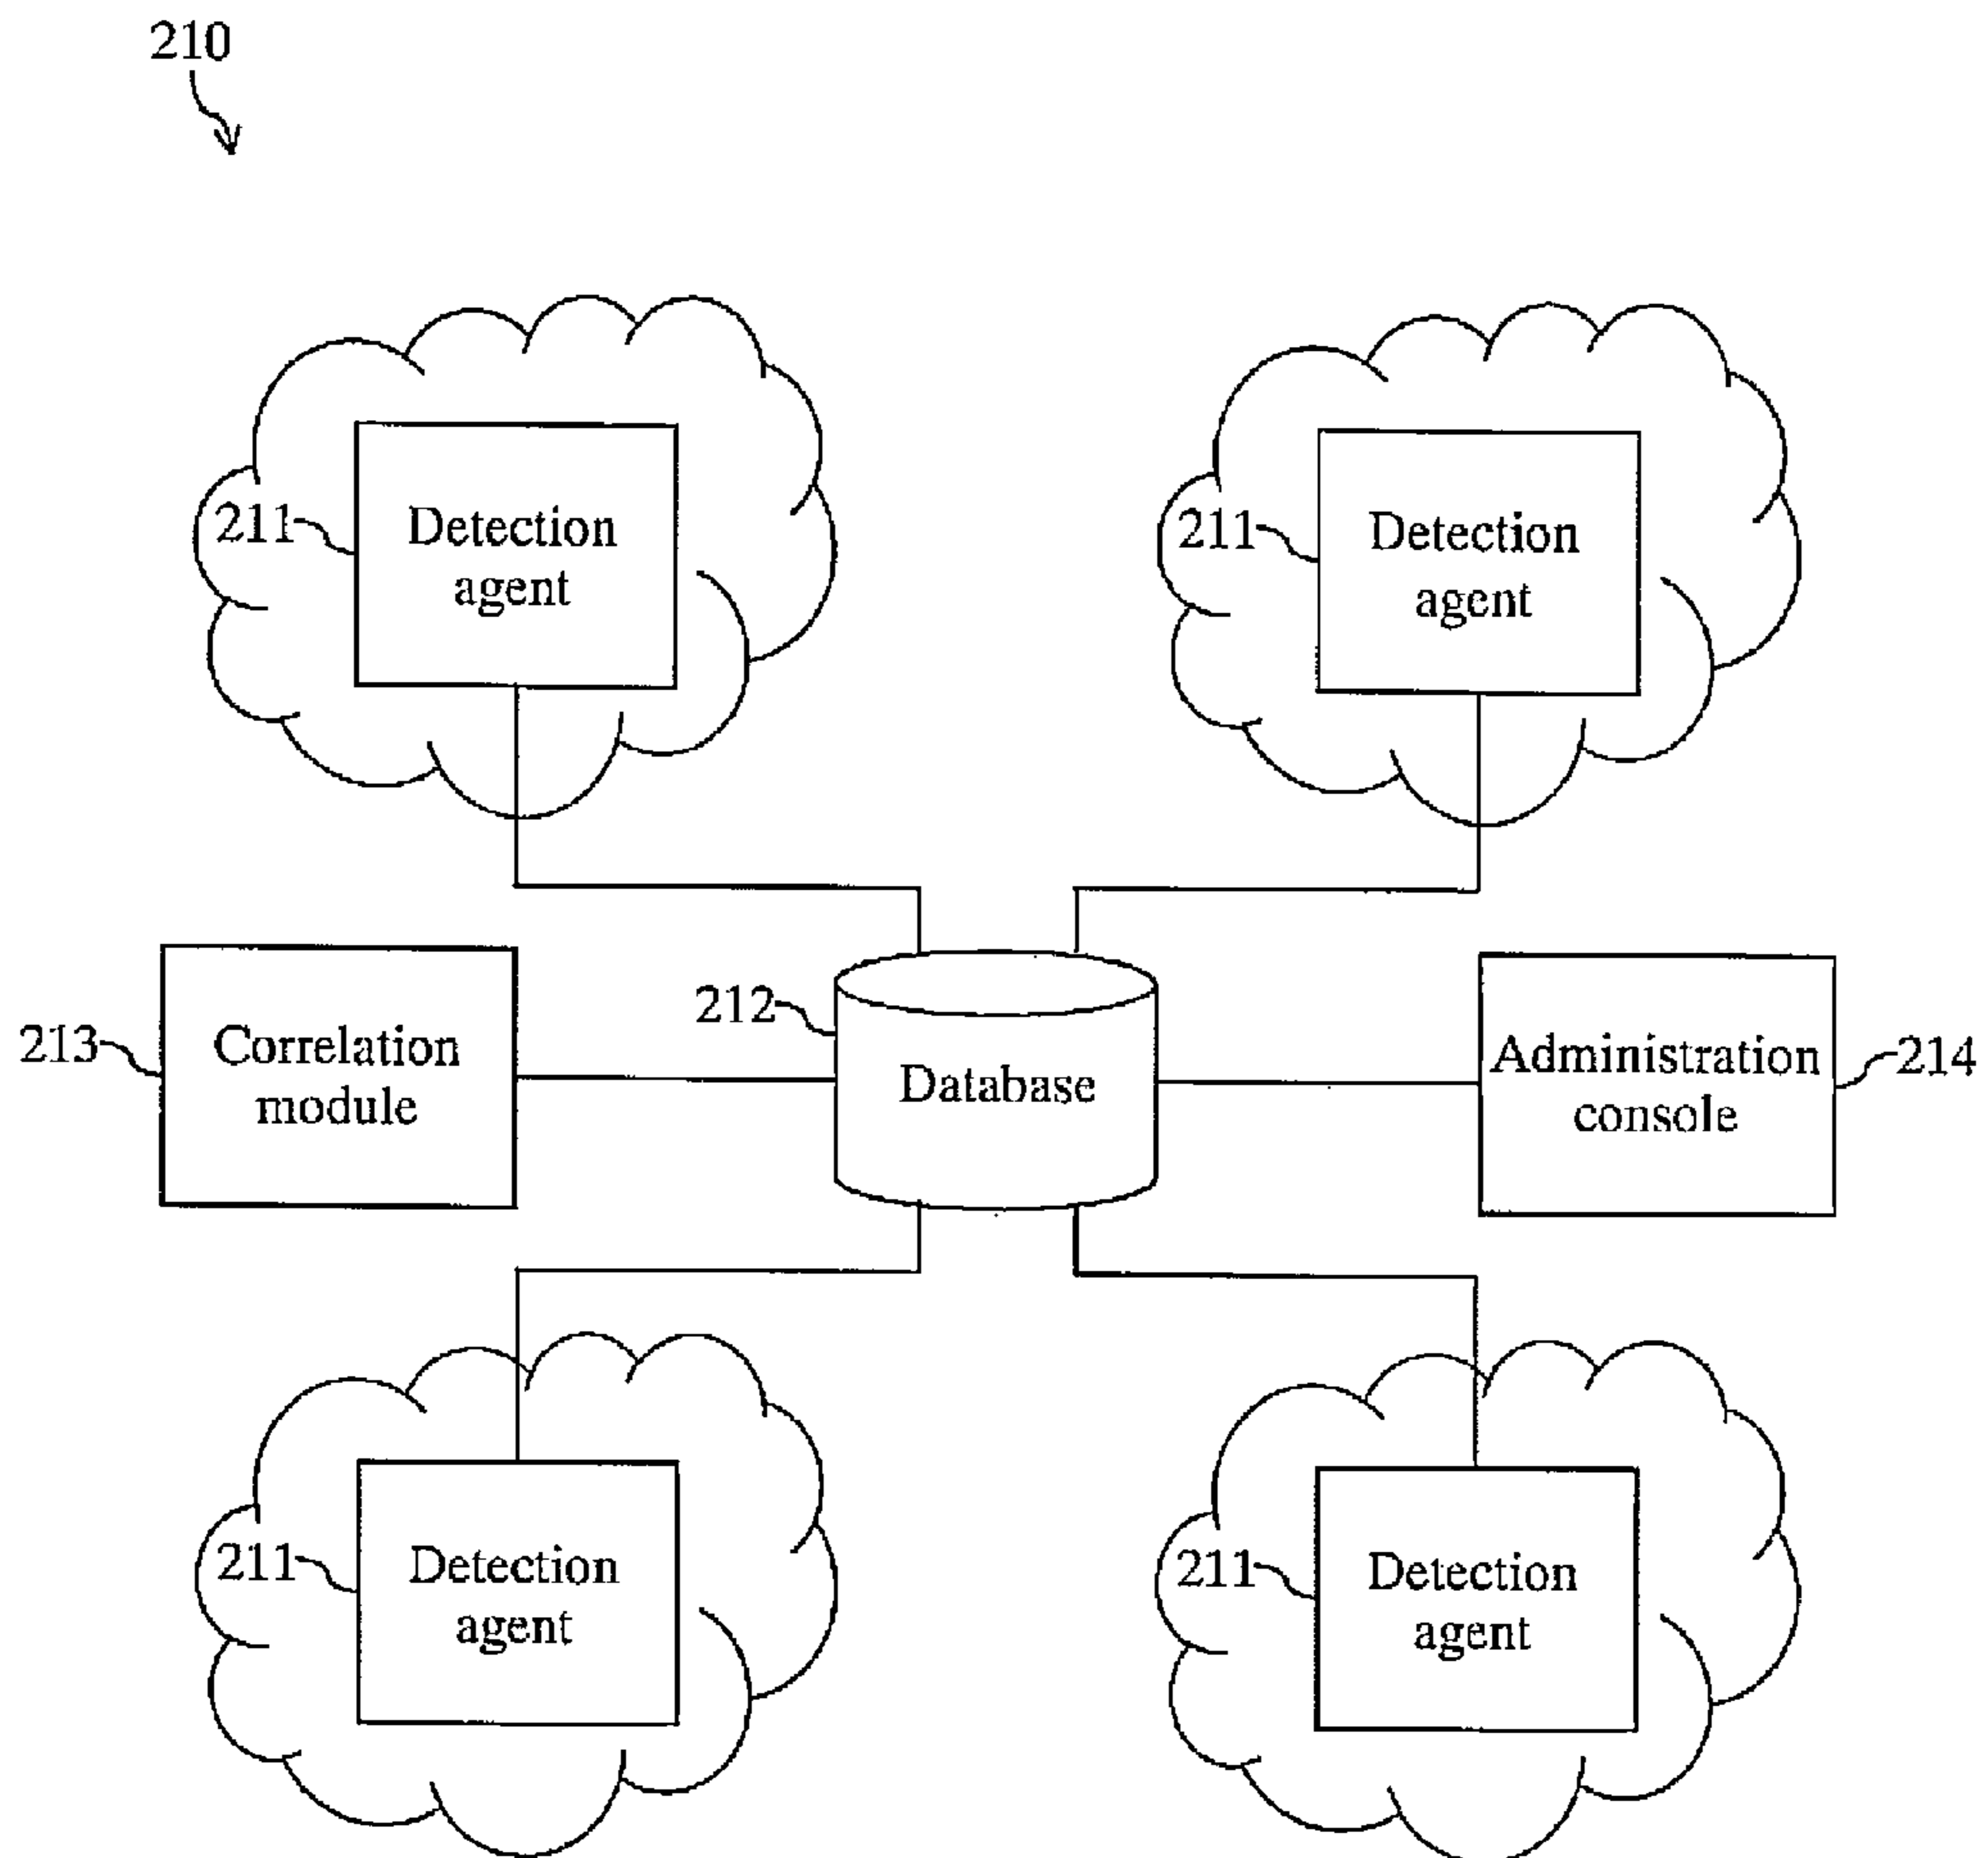 210
211
Detection
agent
211
Detection
agent
213
Correlation
module
212
Database
Administration
console
214
211
Detection
agent
211
Detection
agent